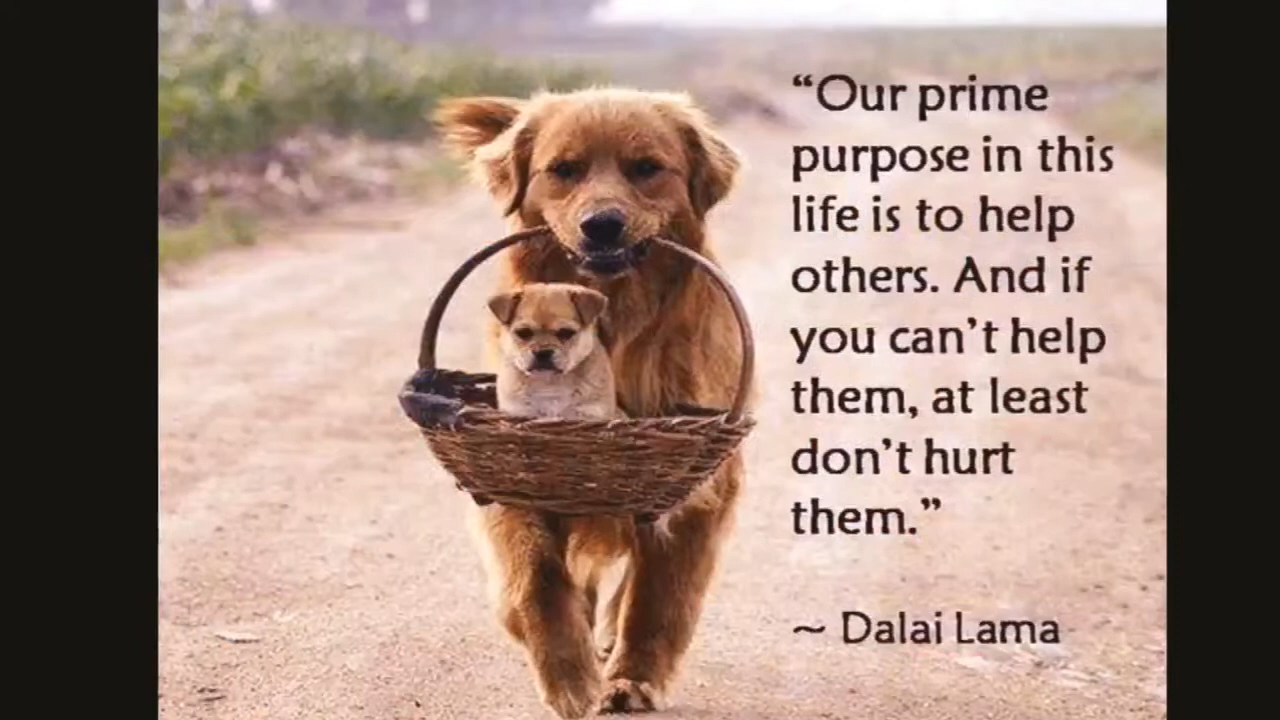 “Our prime
purpose in this
life is to help
others. And if
you can’t help
them, at least
don’t hurt
them.”
~ Dalai Lama